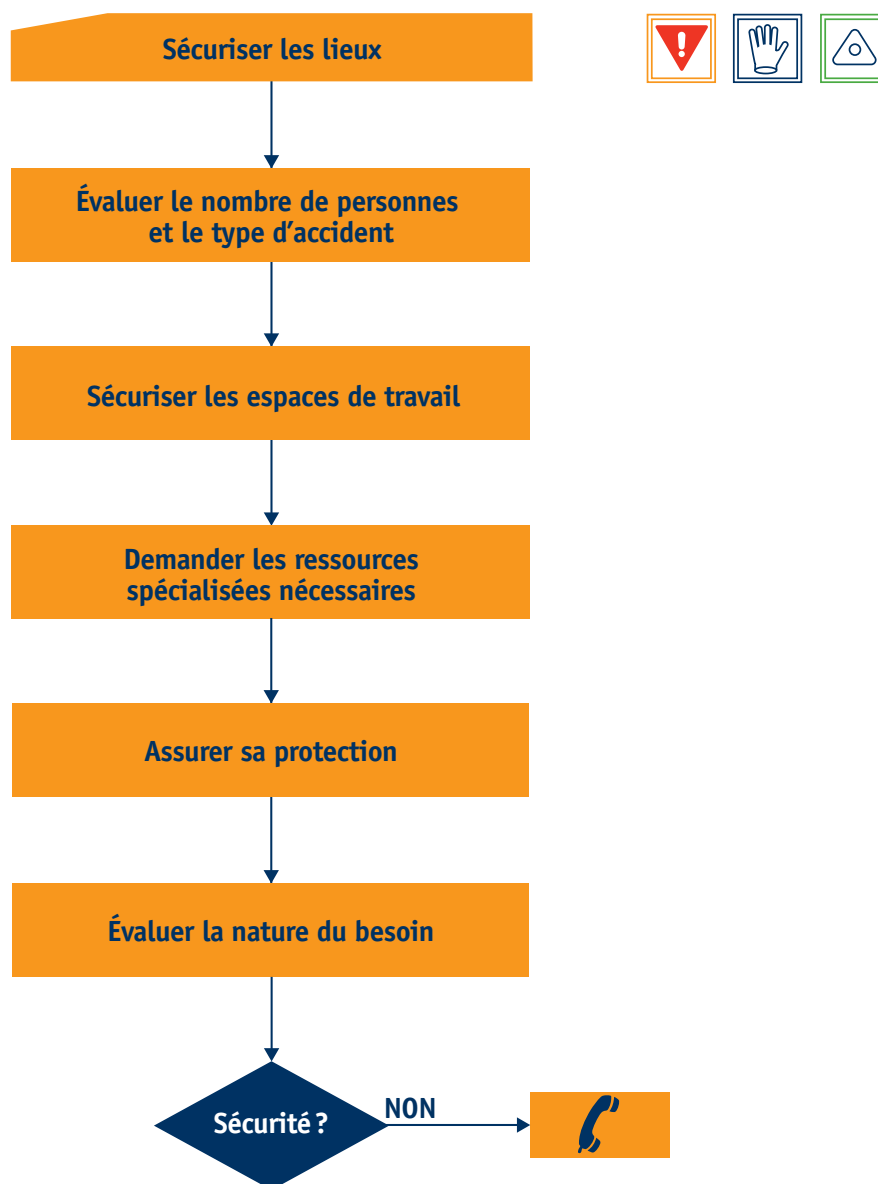 Sécuriser les lieux
Évaluer le nombre de personnes
et le type d’accident
Sécuriser les espaces de travail
Demander les ressources
spécialisées nécessaires
Assurer sa protection
Évaluer la nature du besoin
Sécurité ?
NON